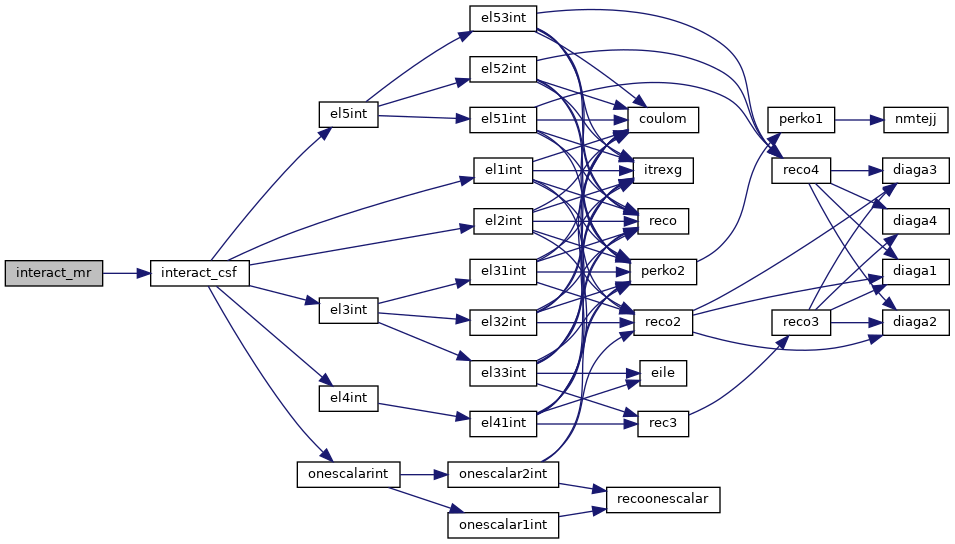 interact_mr
interact_csf
el5int
el3int
el4int
onescalarint
el53int
el52int
el51int
el1int
el2int
el31int
el32int
el33int
el41int
onescalar2int
onescalar1int
coulom
itrexg
reco
perko2
reco2
eile
rec3
recoonescalar
perko1
reco4
reco3
nmtejj
diaga3
diaga4
diaga1
diaga2